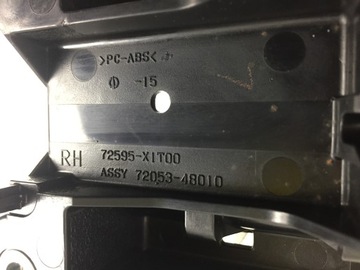 >PC-ABS<
-15
RH 72595-X1T00
ASSY 72053-48010